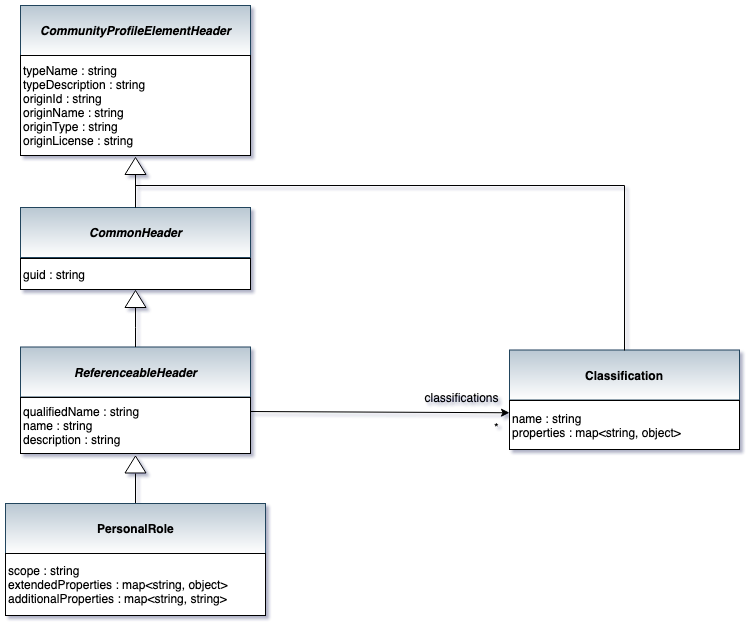 CommunityProfileElementHeader
typeName : string
typeDescription : string
originId : string
originName : string
originType : string
originLicense : string
CommonHeader
guid : string
ReferenceableHeader
qualifiedName : string
name : string
description : string
classifications
*
Classification
name : string
properties : map<string, object>
PersonalRole
scope : string
extendedProperties : map<string, object>
additionalProperties : map<string, string>